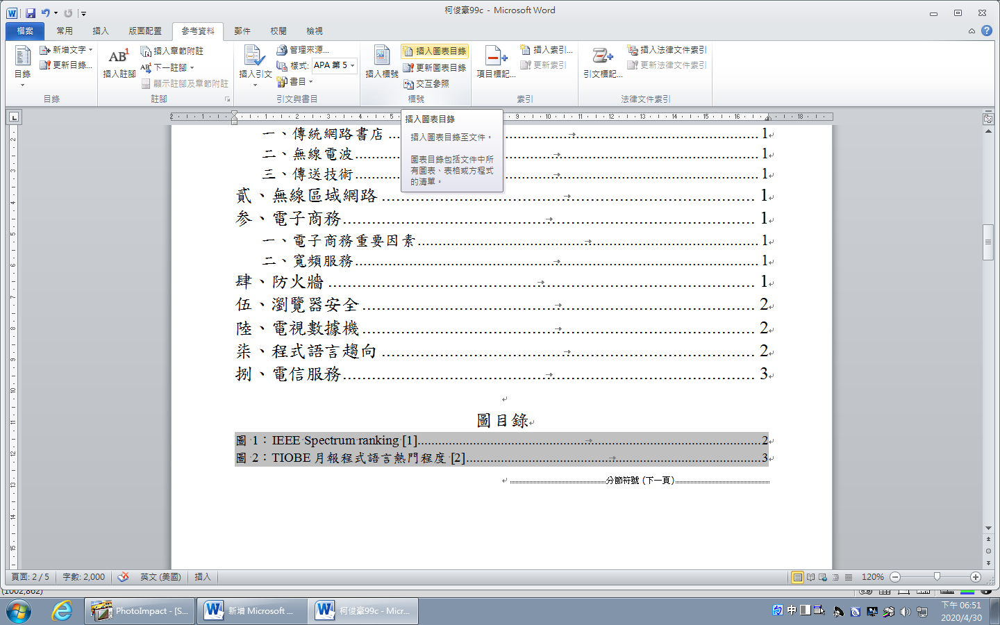 柯俊豪99c - Microsoft Word
檔案 常用 插入 版面配置 參考資料 郵件 校閱 檢視
目錄
新增文字
更新目錄...
目錄
AB1
插入註腳
插入章節附註
下一註腳
顯示註腳及章節附註
註腳
插入引文
管理來源...
樣式: APA 第 5
書目
引文與書目
插入標號
插入圖表目錄
更新圖表目錄
交互參照
標號
項目標記...
插入索引...
更新索引
索引
引文標記...
插入法律文件索引
更新法律文件索引
法律文件索引
插入圖表目錄
插入圖表目錄至文件。
圖表目錄包括文件中所
有圖表、表格或方程式
的清單。
一、傳統網路書店 1
二、無線電波 1
三、傳送技術 1
貳、無線區域網路 1
參、電子商務 1
一、電子商務重要因素 1
二、寬頻服務 1
肆、防火牆 1
伍、瀏覽器安全 2
陸、電視數據機 2
柒、程式語言趨向 2
捌、電信服務 3
圖目錄
圖 1：IEEE Spectrum ranking [1] 2
圖 2：TIOBE 月報程式語言熱門程度 [2] 3
分節符號 (下一頁)
頁面: 2 / 5 字數: 2,000 英文 (美國) 插入 120%
(1002,862)
PhotoImpact - [S... 新增 Microsoft ... 柯俊豪99c - Micr... 中 下午 06:51
2020/4/30